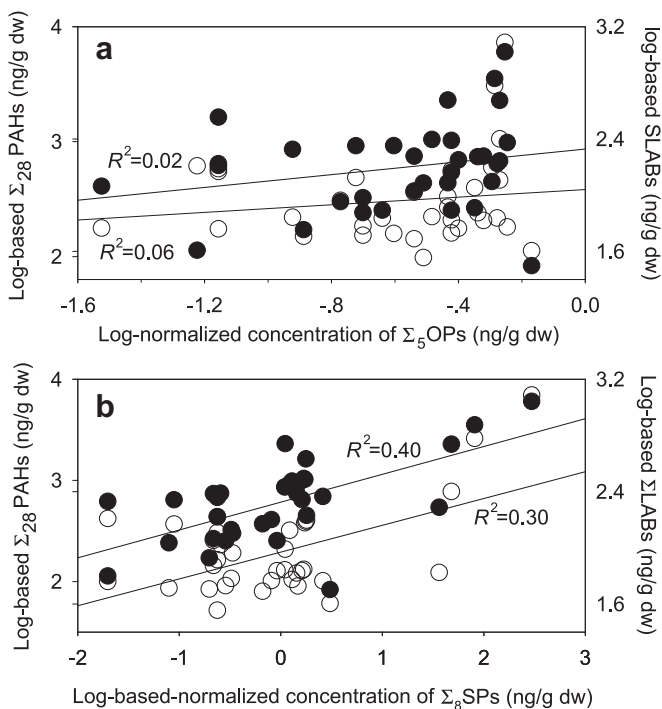 a
Log-based Σ28 PAHs (ng/g dw)
4
3
2
R²=0.02
R²=0.06
3.2
2.4
1.6
log-based SLABs (ng/g dw)
-1.6
-1.2
-.8
-.4
0.0
Log-normalized concentration of Σ5OPs (ng/g dw)
b
Log-based Σ28 PAHs (ng/g dw)
4
3
2
R²=0.40
R²=0.30
3.2
2.4
1.6
Log-based ΣLABs (ng/g dw)
-2
-1
0
1
2
3
Log-based-normalized concentration of Σ8SPs (ng/g dw)